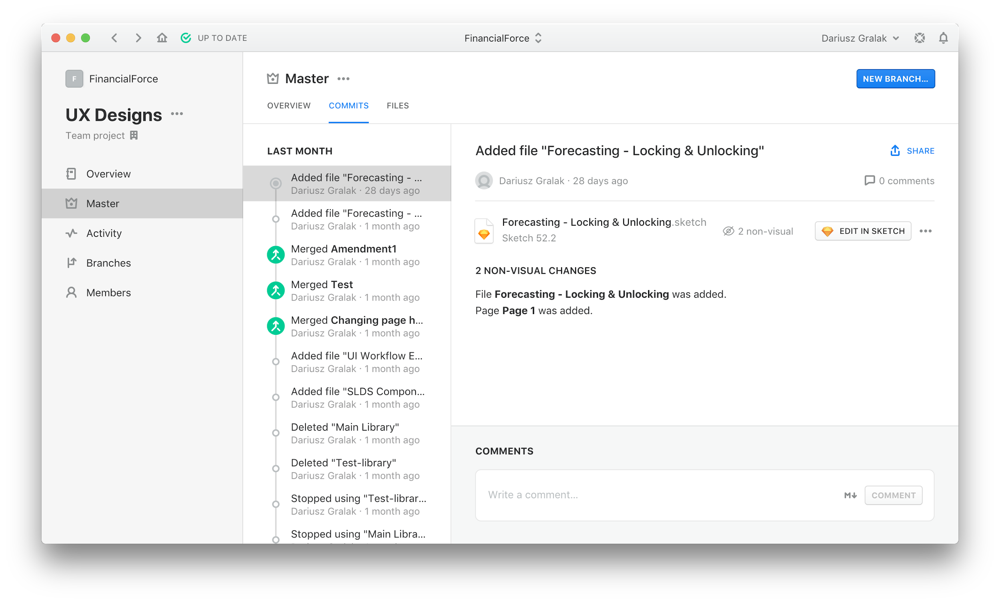 UP TO DATE
FinancialForce
Dariusz Gralak
F
FinancialForce
UX Designs
Team project
Overview
Master
Activity
Branches
Members
Master
NEW BRANCH...
OVERVIEW COMMITS FILES
LAST MONTH
Added file "Forecasting - ...
Dariusz Gralak · 28 days ago
Added file "Forecasting - ...
Dariusz Gralak · 1 month ago
Merged Amendment1
Dariusz Gralak · 1 month ago
Merged Test
Dariusz Gralak · 1 month ago
Merged Changing page h...
Dariusz Gralak · 1 month ago
Added file "UI Workflow E...
Dariusz Gralak · 1 month ago
Added file "SLDS Compon...
Dariusz Gralak · 1 month ago
Deleted "Main Library"
Dariusz Gralak · 1 month ago
Deleted "Test-library"
Dariusz Gralak · 1 month ago
Stopped using "Test-librar...
Dariusz Gralak · 1 month ago
Stopped using "Main Libra...
Added file "Forecasting - Locking & Unlocking"
SHARE
Dariusz Gralak · 28 days ago
0 comments
Forecasting - Locking & Unlocking.sketch
Sketch 52.2
2 non-visual
EDIT IN SKETCH
2 NON-VISUAL CHANGES
File Forecasting - Locking & Unlocking was added.
Page Page 1 was added.
COMMENTS
Write a comment...
M↓
COMMENT